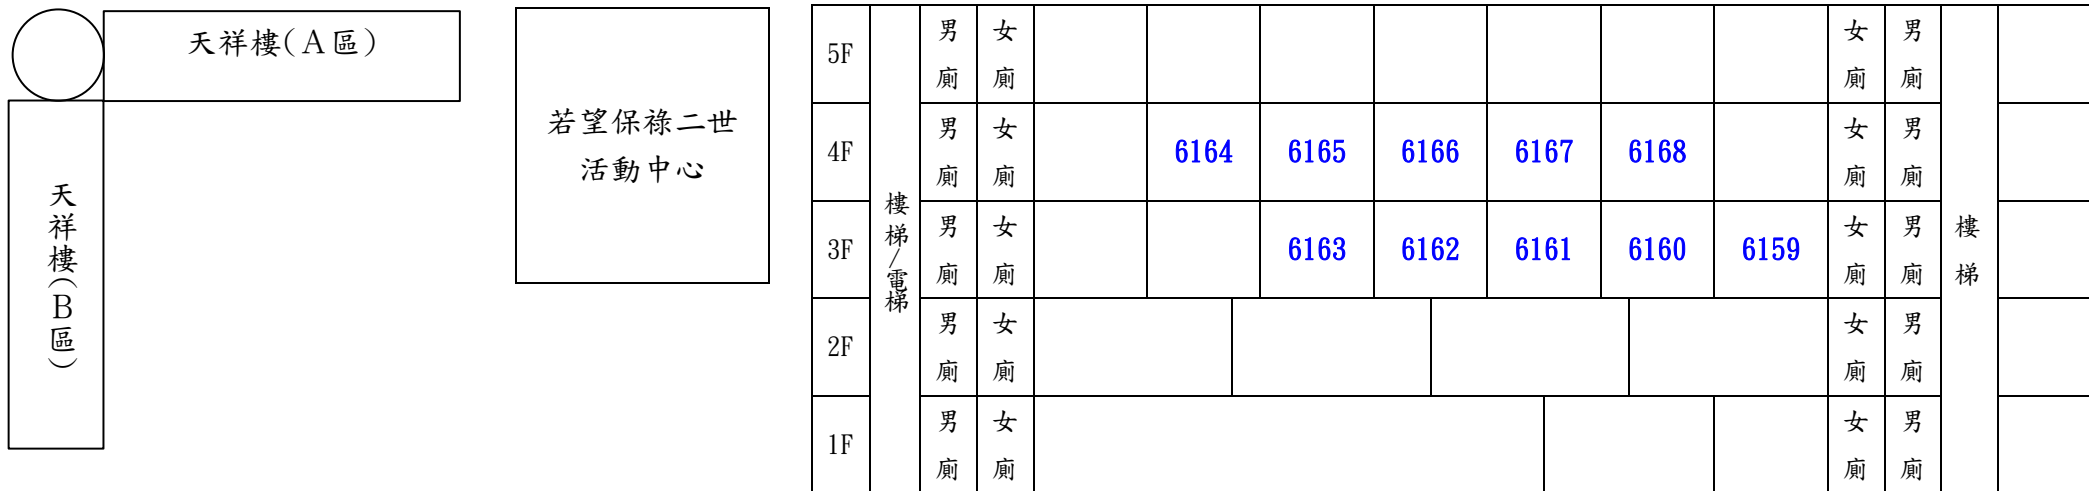 天祥樓(A區)
天祥樓(B區)
若望保祿二世
活動中心
5F 男廁 女廁 女廁 男廁
4F 男廁 女廁 6164 6165 6166 6167 6168 女廁 男廁
樓梯/電梯
3F 男廁 女廁 6163 6162 6161 6160 6159 女廁 男廁
樓梯
2F 男廁 女廁 女廁 男廁
1F 男廁 女廁 女廁 男廁